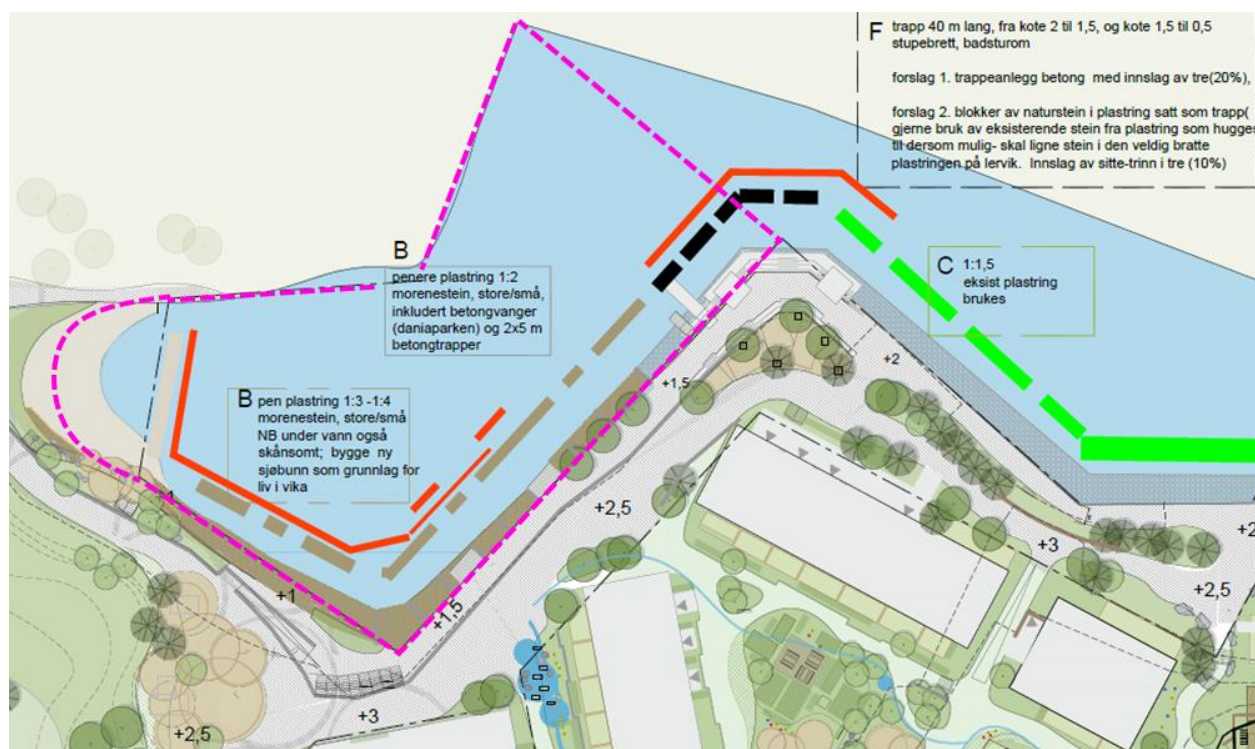 F trapp 40 m lang, fra kote 2 til 1,5, og kote 1,5 til 0,5
stupebrett, badsturom
forslag 1. trappeanlegg betong med innslag av tre(20%),
forslag 2. blokker av naturstein i plastring satt som trapp(
gjerne bruk av eksisterende stein fra plastring som hugges
til dersom mulig- skal ligne stein i den veldig bratte
plastringen på lervik. Innslag av sitte-trinn i tre (10%)
B
penere plastring 1:2
morenestein, store/små,
inkludert betongvanger
(daniaparken) og 2x5 m
betongtrapper
C 1:1,5
eksist plastring
brukes
B pen plastring 1:3 -1:4
morenestein, store/små
NB under vann også
skånsomt; bygge ny
sjøbunn som grunnlag for
liv i vika
+2
+1,5
+1
+2,5
+3
+2
+1
+1,5
+2,5
+3
+2,5